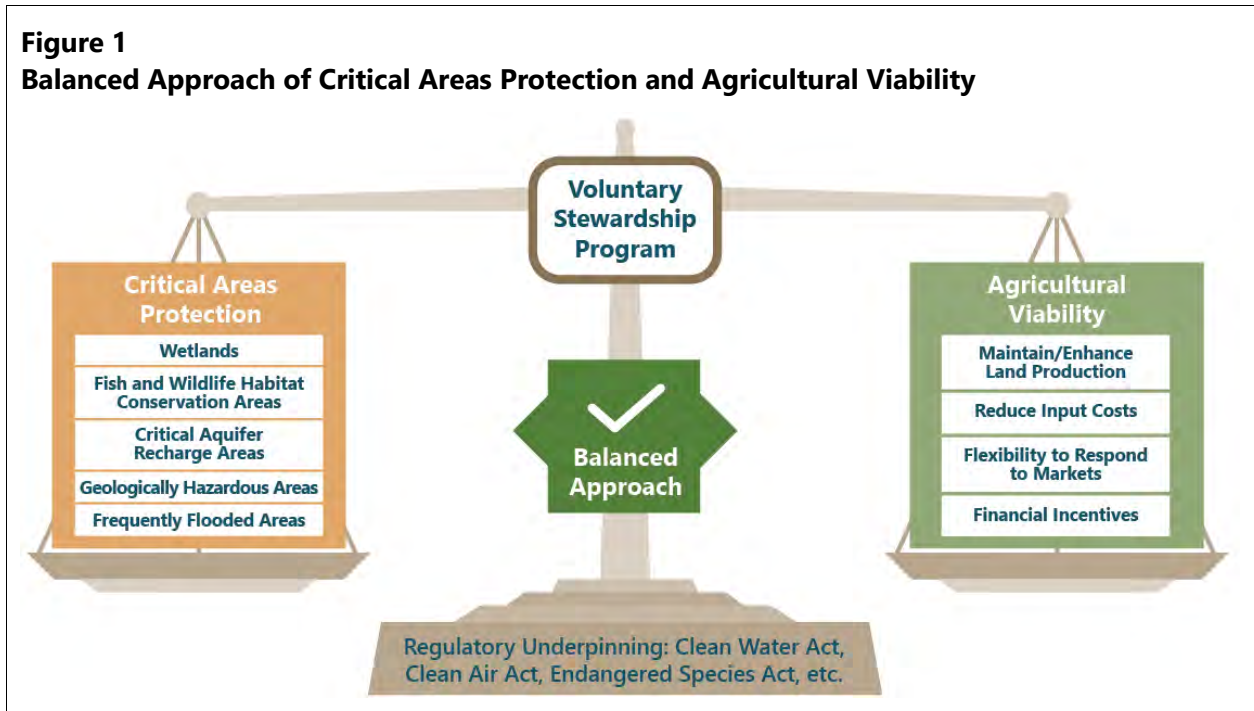 Figure 1
Balanced Approach of Critical Areas Protection and Agricultural Viability
Voluntary
Stewardship
Program
Critical Areas
Protection
Wetlands
Fish and Wildlife Habitat
Conservation Areas
Critical Aquifer
Recharge Areas
Geologically Hazardous Areas
Frequently Flooded Areas
Balanced
Approach
Agricultural
Viability
Maintain/Enhance
Land Production
Reduce Input Costs
Flexibility to Respond
to Markets
Financial Incentives
Regulatory Underpinning: Clean Water Act,
Clean Air Act, Endangered Species Act, etc.